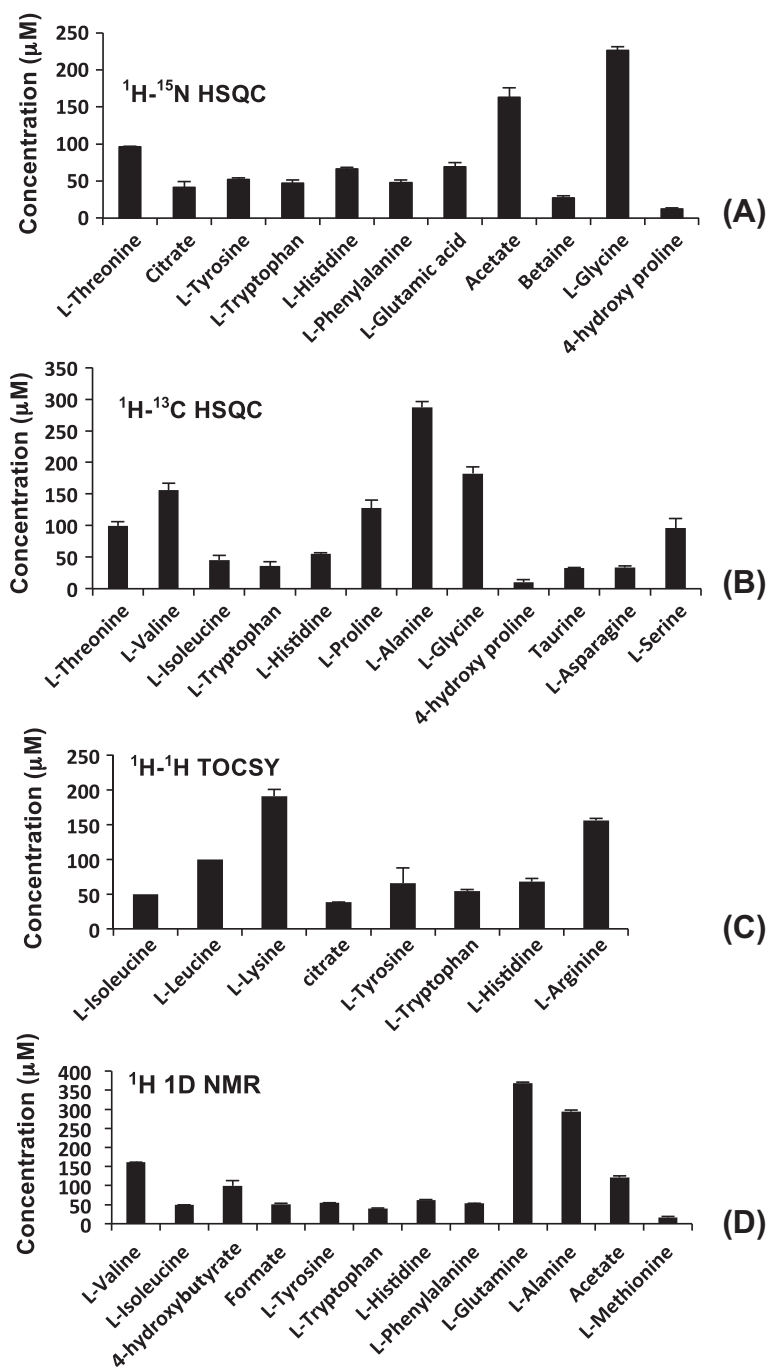 Concentration (μM)
250
200
150
100
50
0
¹H-¹⁵N HSQC
L-Threonine
Citrate
L-Tyrosine
L-Tryptophan
L-Histidine
L-Phenylalanine
L-Glutamic acid
Acetate
Betaine
L-Glycine
4-hydroxy proline
(A)
Concentration (μM)
350
300
250
200
150
100
50
0
¹H-¹³C HSQC
L-Threonine
L-Valine
L-Isoleucine
L-Tryptophan
L-Histidine
L-Proline
L-Alanine
L-Glycine
4-hydroxy proline
Taurine
L-Asparagine
L-Serine
(B)
Concentration (μM)
250
200
150
100
50
0
¹H-¹H TOCSY
L-Isoleucine
L-Leucine
L-Lysine
citrate
L-Tyrosine
L-Tryptophan
L-Histidine
L-Arginine
(C)
Concentration (μM)
400
350
300
250
200
150
100
50
0
¹H 1D NMR
L-Valine
L-Isoleucine
4-hydroxybutyrate
Formate
L-Tyrosine
L-Tryptophan
L-Histidine
L-Phenylalanine
L-Glutamine
L-Alanine
Acetate
L-Methionine
(D)